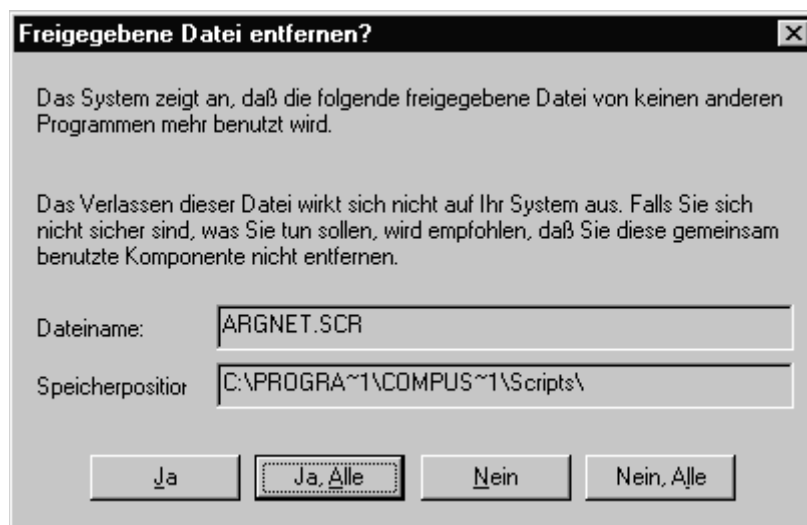 Freigegebene Datei entfernen?
Das System zeigt an, daß die folgende freigegebene Datei von keinen anderen
Programmen mehr benutzt wird.
Das Verlassen dieser Datei wirkt sich nicht auf Ihr System aus. Falls Sie sich
nicht sicher sind, was Sie tun sollen, wird empfohlen, daß Sie diese gemeinsam
benutzte Komponente nicht entfernen.
Dateiname: ARGNET.SCR
Speicherposition C:\PROGRA~1\COMPUS~1\Scripts\
Ja Ja, Alle Nein Nein, Alle